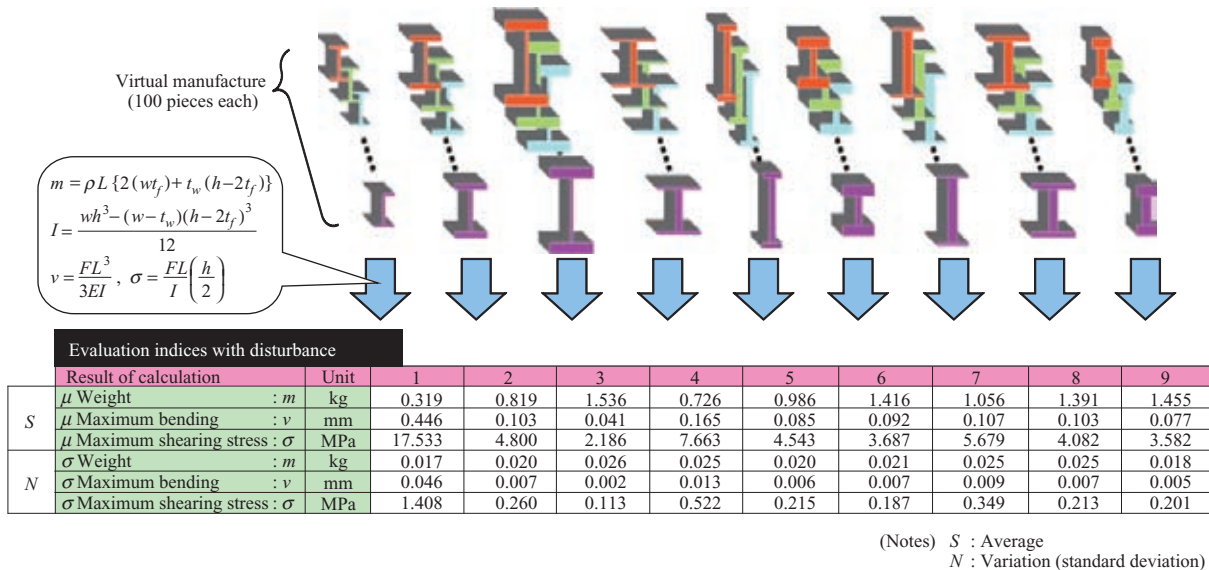 Virtual manufacture
(100 pieces each)
m = ρL{2(wt_f)+ t_w(h−2t_f)}
I = (wh³−(w−t_w)(h−2t_f)³)/12
v = FL³/3EI , σ = FL/I (h/2)
Evaluation indices with disturbance
Result of calculation Unit 1 2 3 4 5 6 7 8 9
S
μ Weight : m kg 0.319 0.819 1.536 0.726 0.986 1.416 1.056 1.391 1.455
μ Maximum bending : v mm 0.446 0.103 0.041 0.165 0.085 0.092 0.107 0.103 0.077
μ Maximum shearing stress : σ MPa 17.533 4.800 2.186 7.663 4.543 3.687 5.679 4.082 3.582
N
σ Weight : m kg 0.017 0.020 0.026 0.025 0.020 0.021 0.025 0.025 0.018
σ Maximum bending : v mm 0.046 0.007 0.002 0.013 0.006 0.007 0.009 0.007 0.005
σ Maximum shearing stress : σ MPa 1.408 0.260 0.113 0.522 0.215 0.187 0.349 0.213 0.201
(Notes) S : Average
N : Variation (standard deviation)